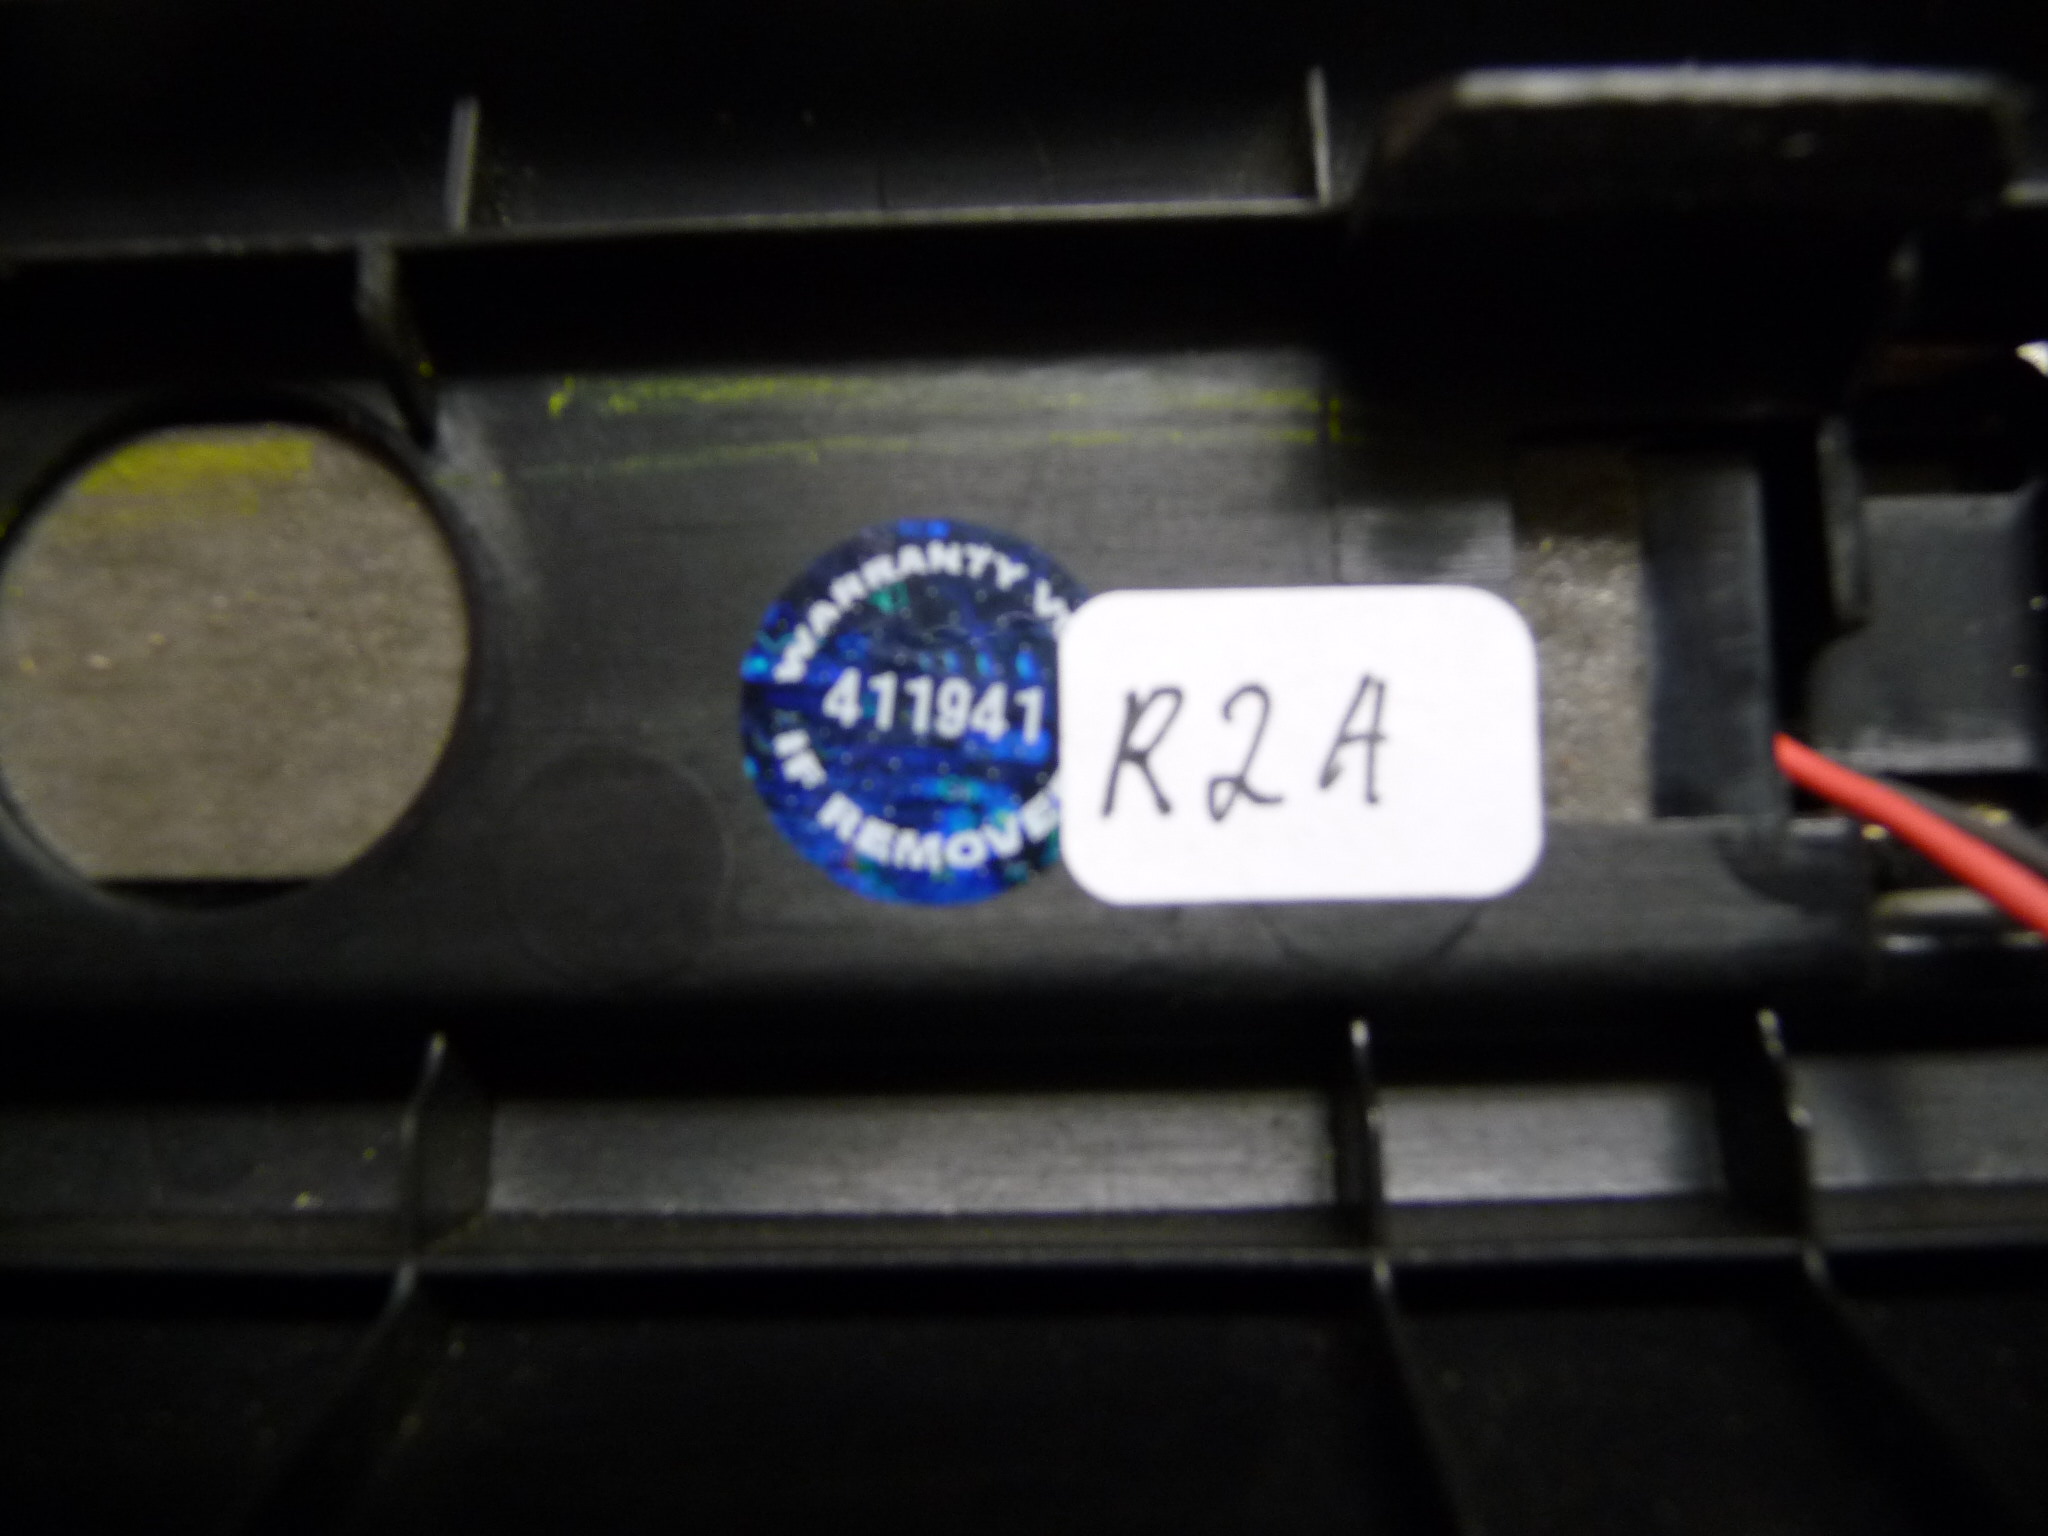 WARRANTY V
411941
IF REMOVE
R2A